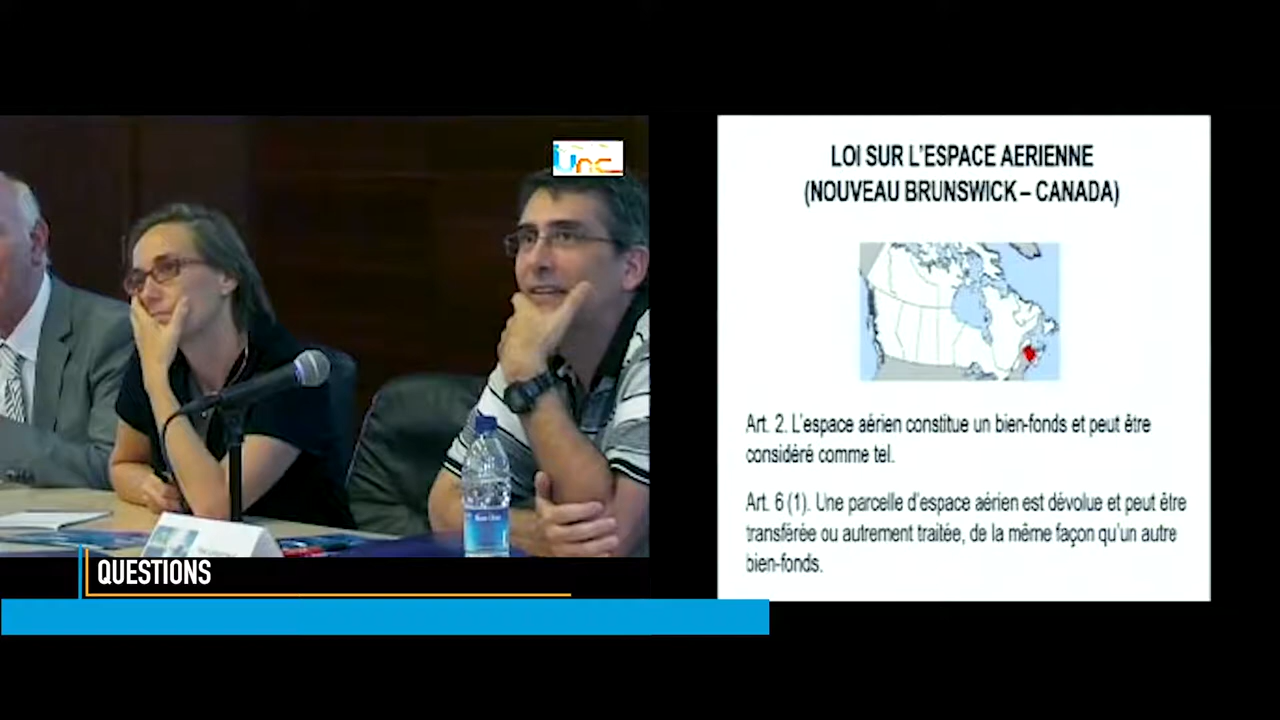 Unc
LOI SUR L'ESPACE AERIENNE
(NOUVEAU BRUNSWICK – CANADA)
Art. 2. L'espace aérien constitue un bien-fonds et peut être
considéré comme tel.
Art. 6 (1). Une parcelle d'espace aérien est dévolue et peut être
transférée ou autrement traitée, de la même façon qu'un autre
bien-fonds.
QUESTIONS